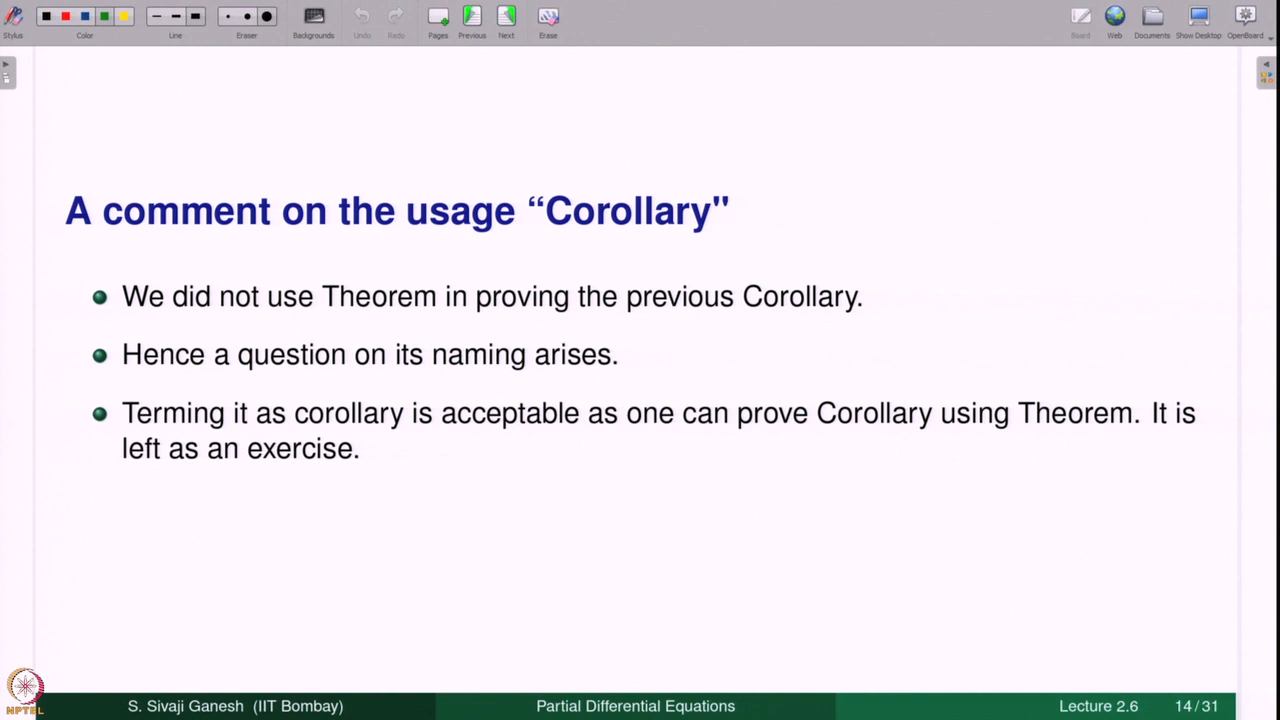 Stylus
Color
Line
Eraser
Backgrounds
Undo
Redo
Pages
Previous
Next
Erase
Board
Web
Documents
Show Desktop
OpenBoard
A comment on the usage “Corollary"
We did not use Theorem in proving the previous Corollary.
Hence a question on its naming arises.
Terming it as corollary is acceptable as one can prove Corollary using Theorem. It is
left as an exercise.
NPTEL
S. Sivaji Ganesh (IIT Bombay)
Partial Differential Equations
Lecture 2.6
14/31